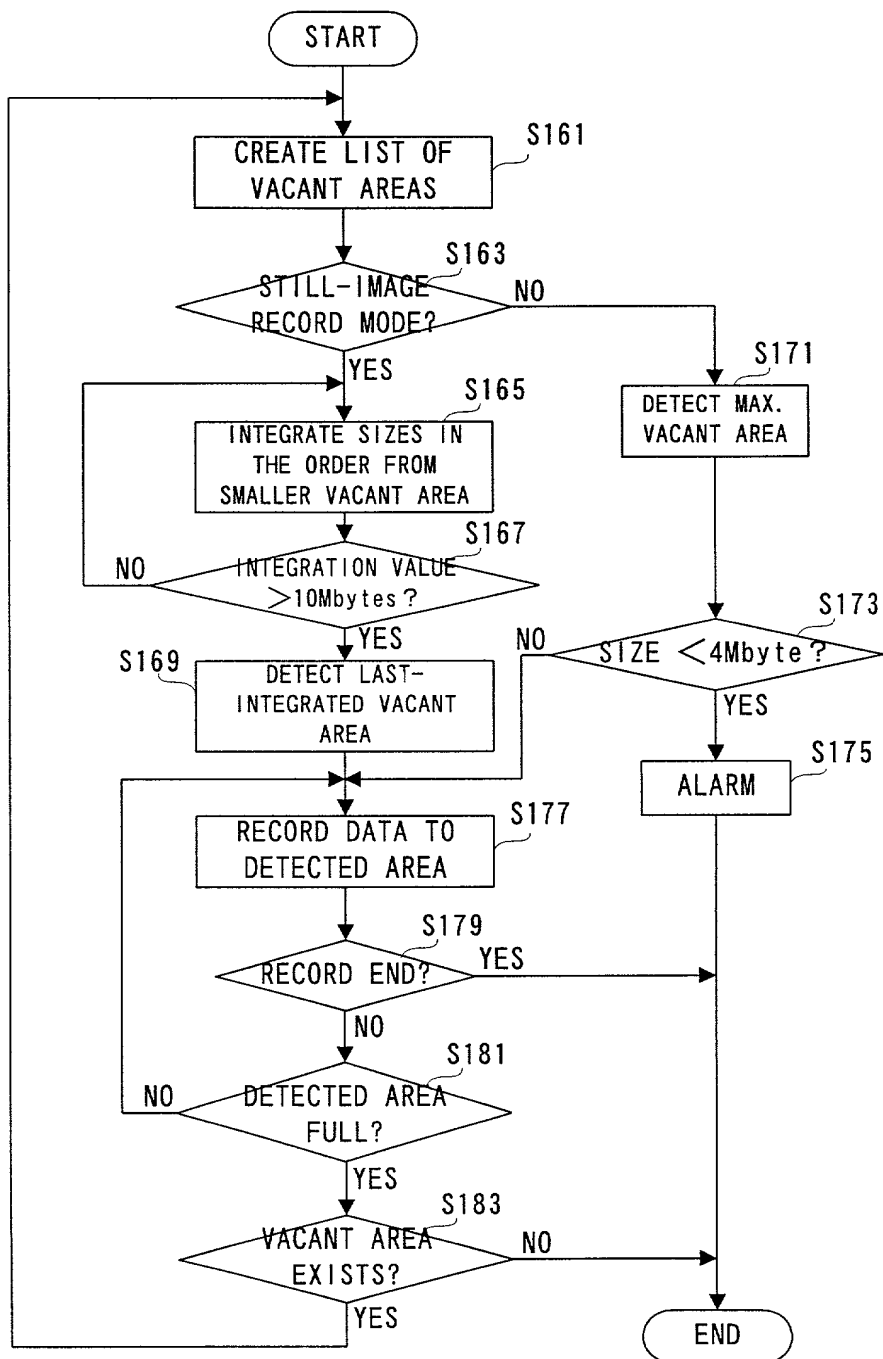 START
S161
CREATE LIST OF
VACANT AREAS
S163
STILL-IMAGE
RECORD MODE?
NO
YES
S171
DETECT MAX.
VACANT AREA
S165
INTEGRATE SIZES IN
THE ORDER FROM
SMALLER VACANT AREA
S167
NO
INTEGRATION VALUE
>10Mbytes?
YES
S173
NO
SIZE <4Mbyte?
YES
S169
DETECT LAST-
INTEGRATED VACANT
AREA
S175
ALARM
S177
RECORD DATA TO
DETECTED AREA
S179
RECORD END?
YES
NO
S181
NO
DETECTED AREA
FULL?
YES
S183
VACANT AREA
EXISTS?
NO
YES
END